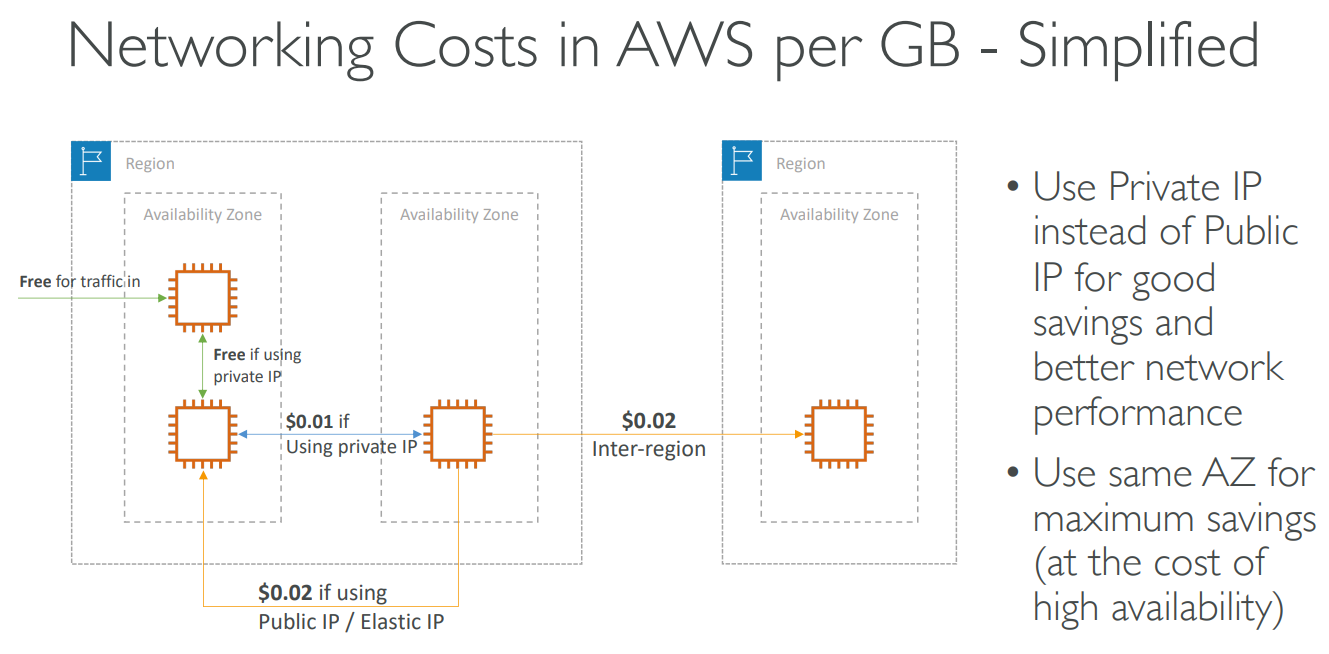 Networking Costs in AWS per GB - Simplified
Region
Availability Zone
Availability Zone
Free for traffic in
Free if using
private IP
$0.01 if
Using private IP
$0.02 if using
Public IP / Elastic IP
$0.02
Inter-region
Region
Availability Zone
• Use Private IP
instead of Public
IP for good
savings and
better network
performance
• Use same AZ for
maximum savings
(at the cost of
high availability)